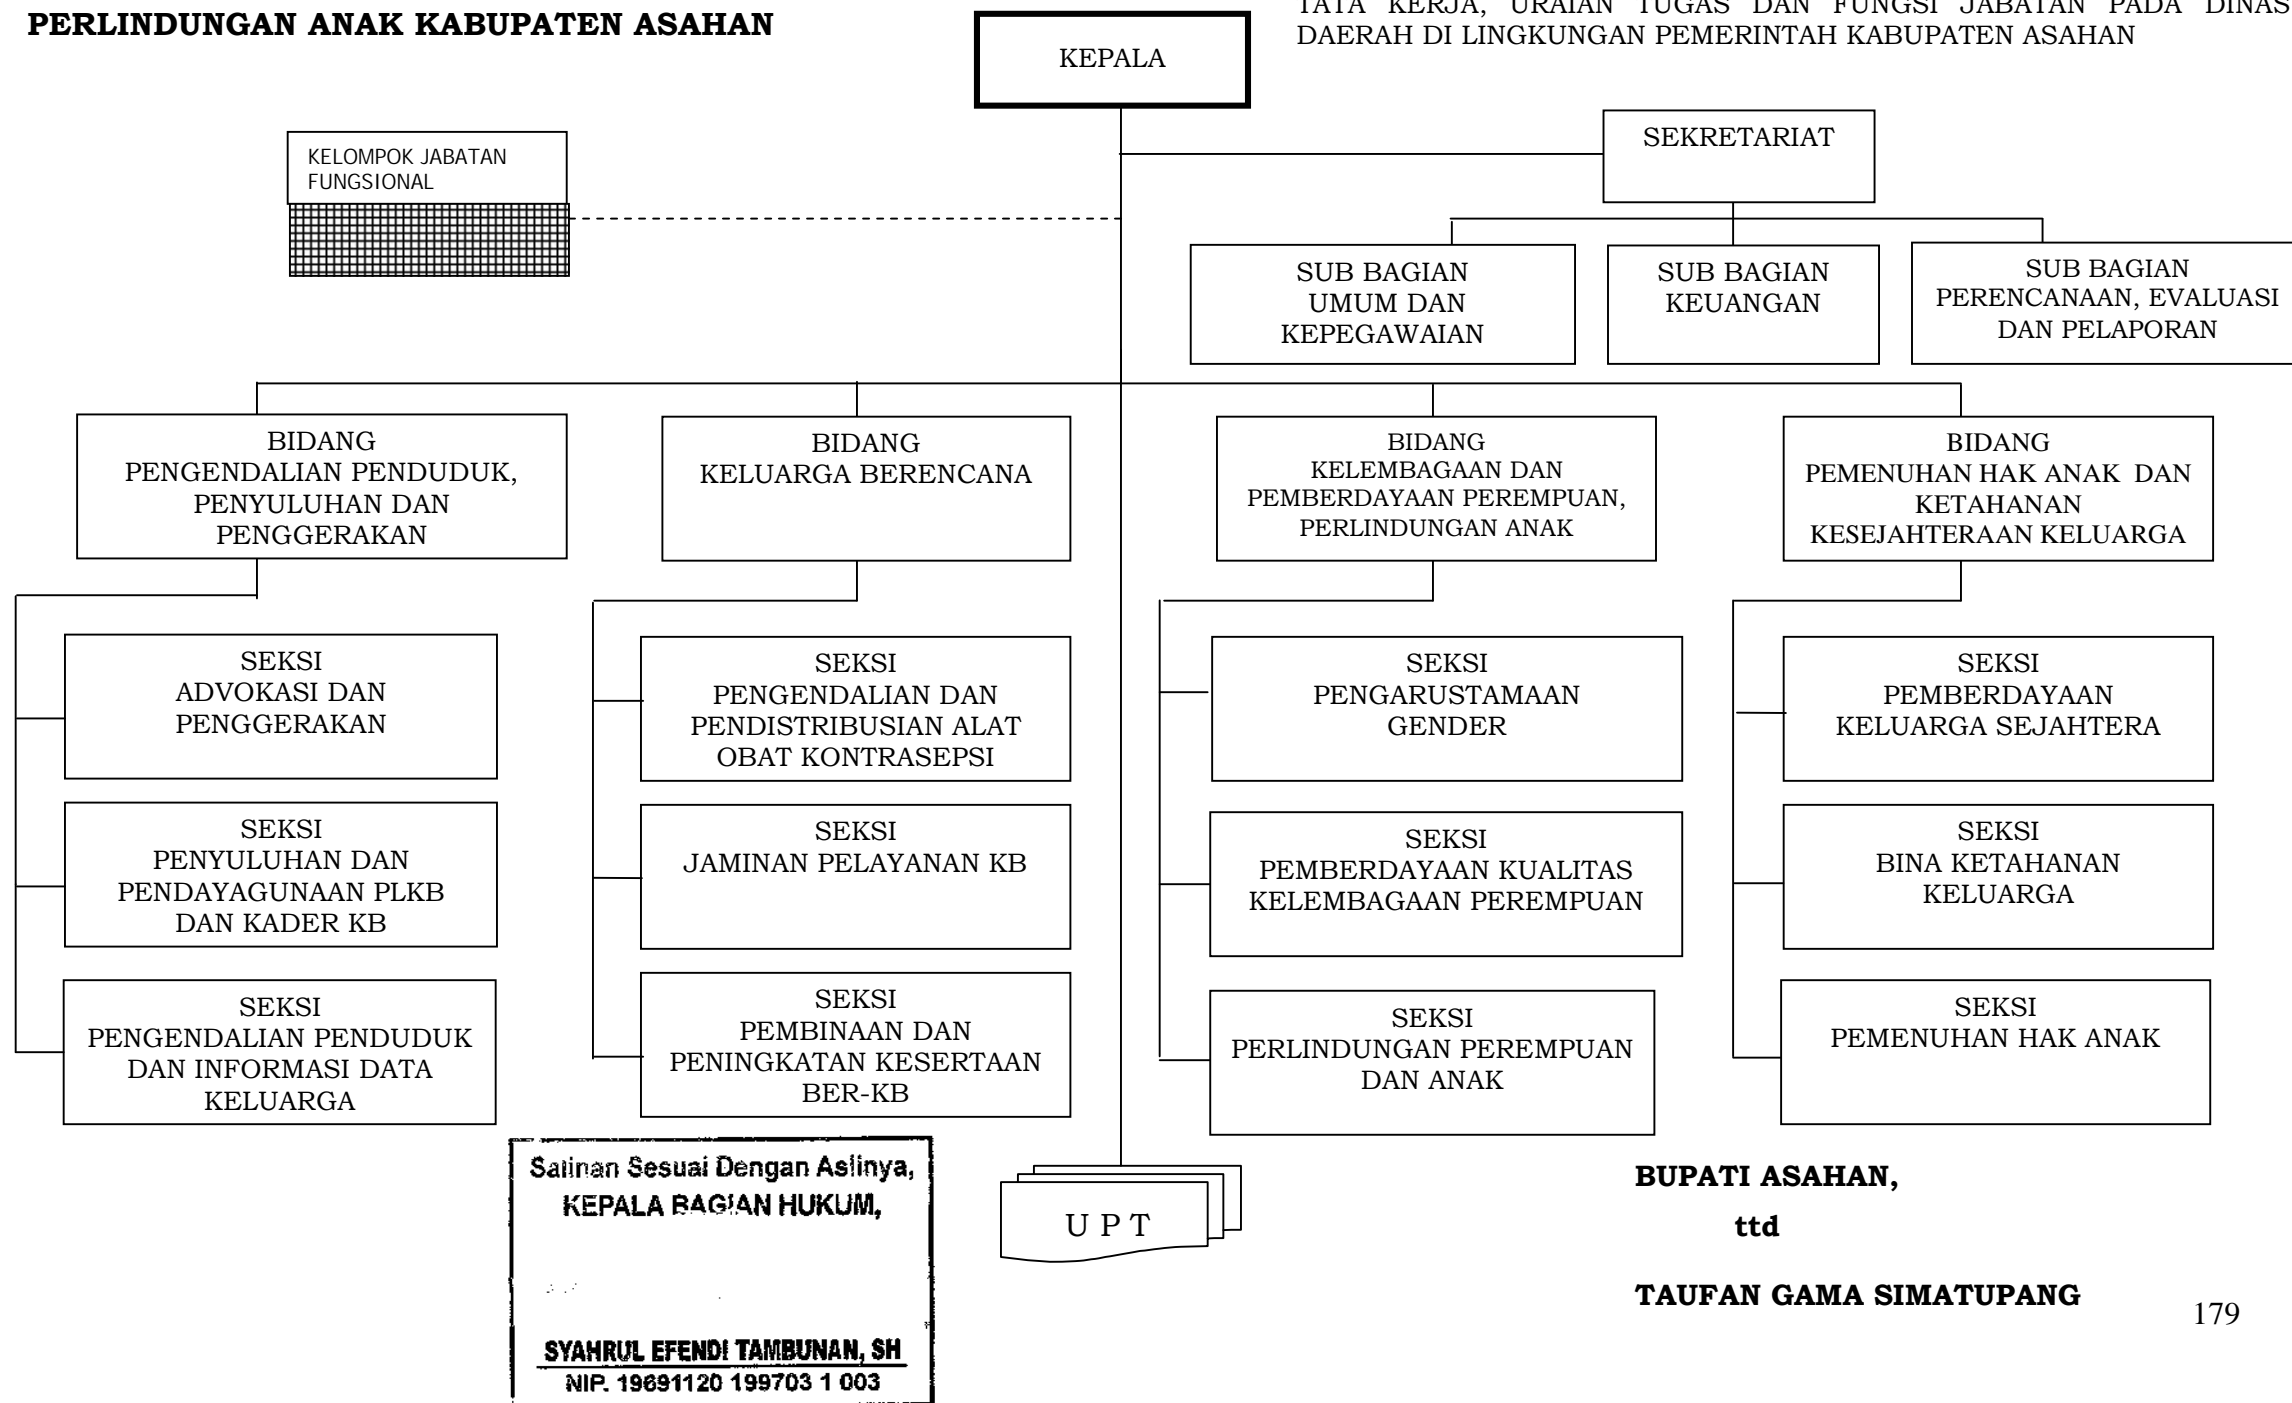 PERLINDUNGAN ANAK KABUPATEN ASAHAN
TATA KERJA, URAIAN TUGAS DAN FUNGSI JABATAN PADA DINAS
DAERAH DI LINGKUNGAN PEMERINTAH KABUPATEN ASAHAN
KEPALA
KELOMPOK JABATAN
FUNGSIONAL
SEKRETARIAT
SUB BAGIAN
UMUM DAN
KEPEGAWAIAN
SUB BAGIAN
KEUANGAN
SUB BAGIAN
PERENCANAAN, EVALUASI
DAN PELAPORAN
BIDANG
PENGENDALIAN PENDUDUK,
PENYULUHAN DAN
PENGGERAKAN
BIDANG
KELUARGA BERENCANA
BIDANG
KELEMBAGAAN DAN
PEMBERDAYAAN PEREMPUAN,
PERLINDUNGAN ANAK
BIDANG
PEMENUHAN HAK ANAK DAN
KETAHANAN
KESEJAHTERAAN KELUARGA
SEKSI
ADVOKASI DAN
PENGGERAKAN
SEKSI
PENGENDALIAN DAN
PENDISTRIBUSIAN ALAT
OBAT KONTRASEPSI
SEKSI
PENGARUSTAMAAN
GENDER
SEKSI
PEMBERDAYAAN
KELUARGA SEJAHTERA
SEKSI
PENYULUHAN DAN
PENDAYAGUNAAN PLKB
DAN KADER KB
SEKSI
JAMINAN PELAYANAN KB
SEKSI
PEMBERDAYAAN KUALITAS
KELEMBAGAAN PEREMPUAN
SEKSI
BINA KETAHANAN
KELUARGA
SEKSI
PENGENDALIAN PENDUDUK
DAN INFORMASI DATA
KELUARGA
SEKSI
PEMBINAAN DAN
PENINGKATAN KESERTAAN
BER-KB
SEKSI
PERLINDUNGAN PEREMPUAN
DAN ANAK
SEKSI
PEMENUHAN HAK ANAK
Salinan Sesuai Dengan Aslinya,
KEPALA BAGIAN HUKUM,
SYAHRUL EFENDI TAMBUNAN, SH
NIP. 19691120 199703 1 003
U P T
BUPATI ASAHAN,
ttd
TAUFAN GAMA SIMATUPANG
179